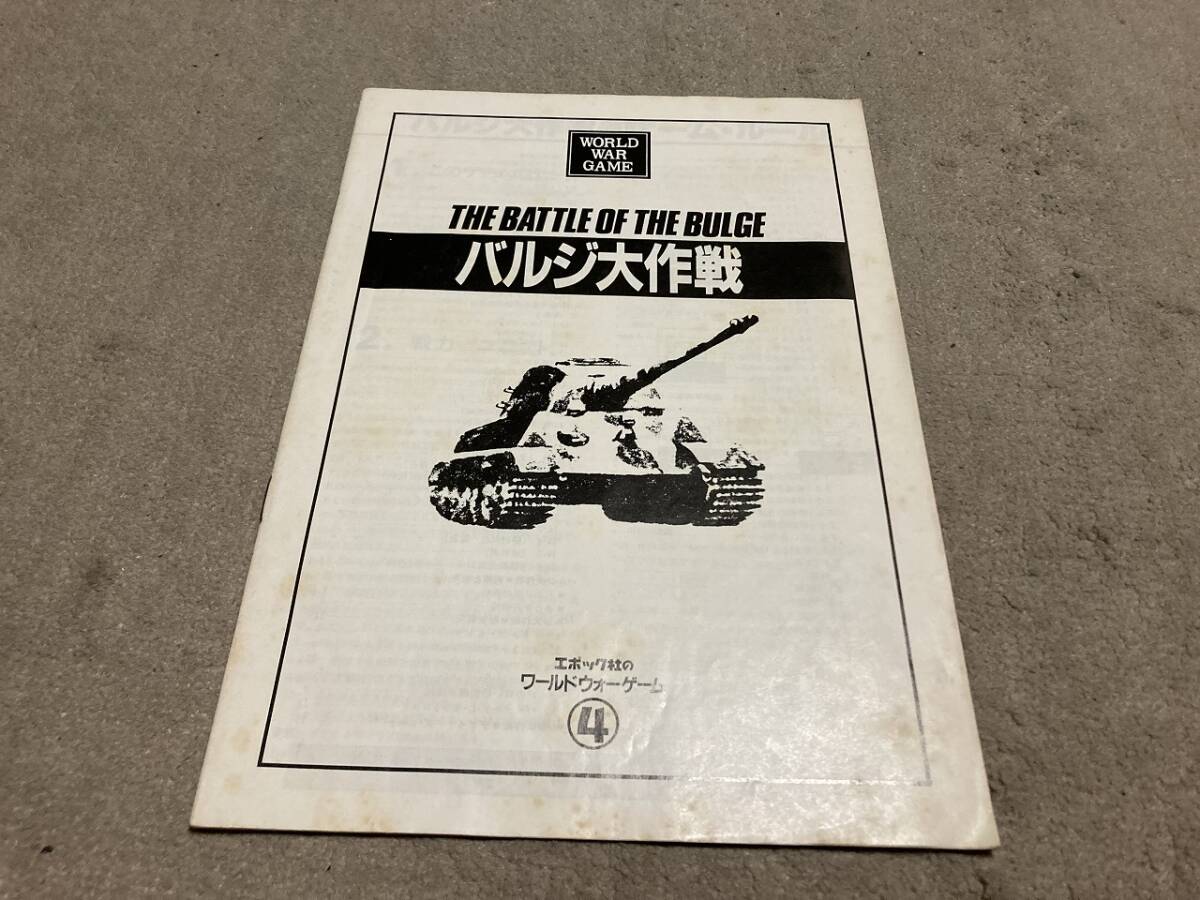 WORLD
WAR
GAME
THE BATTLE OF THE BULGE
バルジ大作戦
2.
エポック社の
ワールドウォーゲーム
④